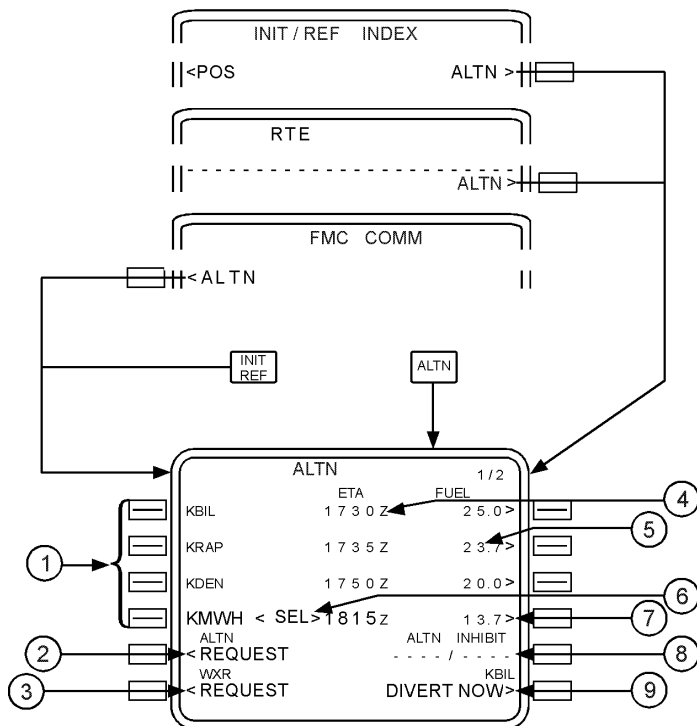 INIT / REF INDEX
<POS ALTN >
RTE
ALTN >
FMC COMM
< ALTN
INIT REF
ALTN
ALTN 1/2
ETA FUEL
KBIL 1730Z 25.0>
KRAP 1735Z 23.7>
KDEN 1750Z 20.0>
KMWH < SEL> 1815Z 13.7>
ALTN ALTN INHIBIT
< REQUEST - - - - / - - - -
WXR KBIL
< REQUEST DIVERT NOW>
1
2
3
4
5
6
7
8
9